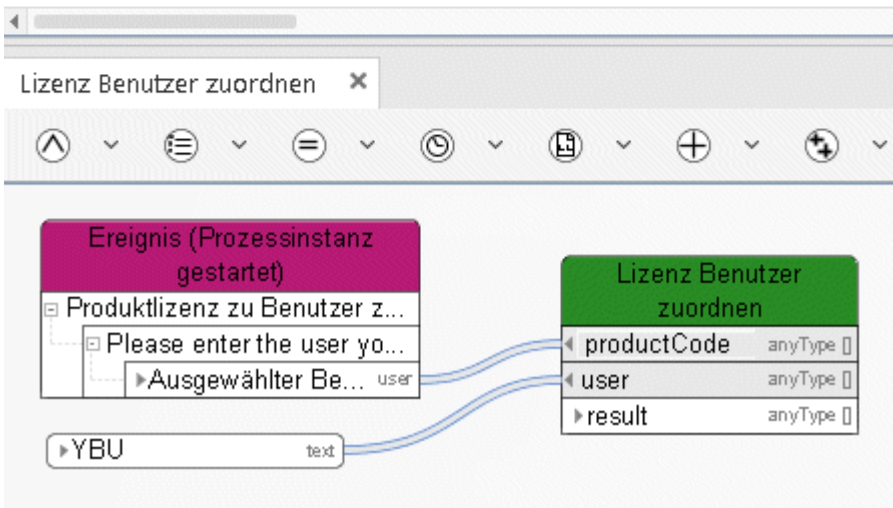 Lizenz Benutzer zuordnen
Ereignis (Prozessinstanz
gestartet)
Produktlizenz zu Benutzer z...
Please enter the user yo...
Ausgewählter Be... user
YBU text
Lizenz Benutzer
zuordnen
productCode anyType []
user anyType []
result anyType []